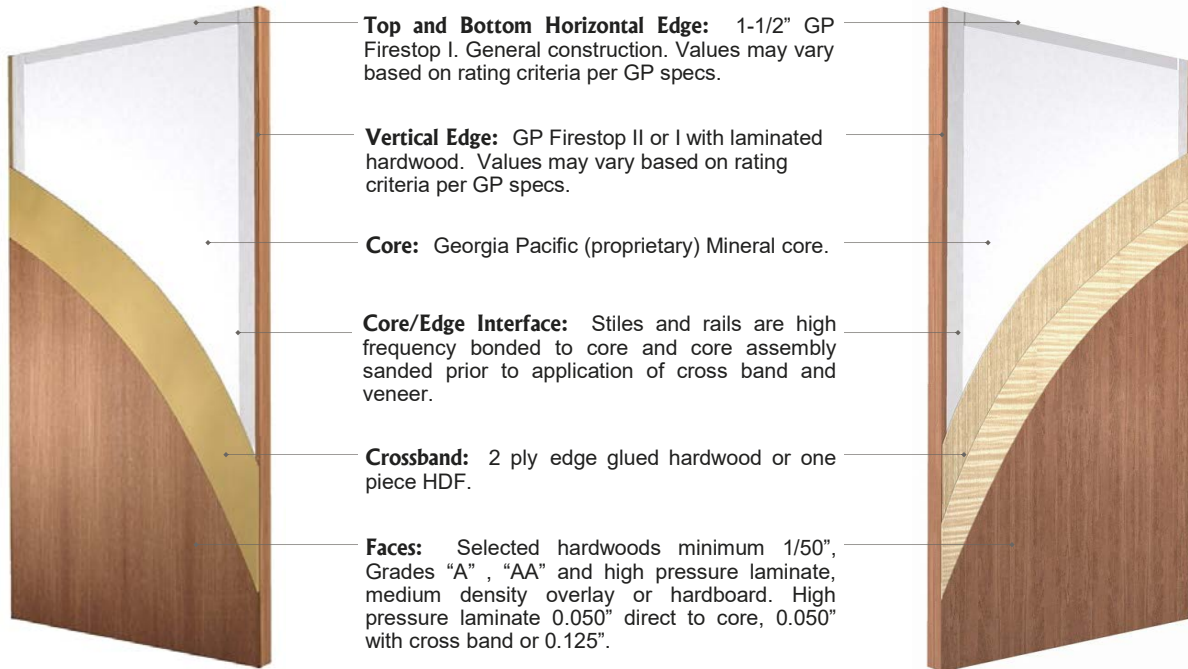 Top and Bottom Horizontal Edge: 1-1/2” GP
Firestop I. General construction. Values may vary
based on rating criteria per GP specs.
Vertical Edge: GP Firestop II or I with laminated
hardwood. Values may vary based on rating
criteria per GP specs.
Core: Georgia Pacific (proprietary) Mineral core.
Core/Edge Interface: Stiles and rails are high
frequency bonded to core and core assembly
sanded prior to application of cross band and
veneer.
Crossband: 2 ply edge glued hardwood or one
piece HDF.
Faces: Selected hardwoods minimum 1/50”,
Grades “A” , “AA” and high pressure laminate,
medium density overlay or hardboard. High
pressure laminate 0.050” direct to core, 0.050”
with cross band or 0.125”.